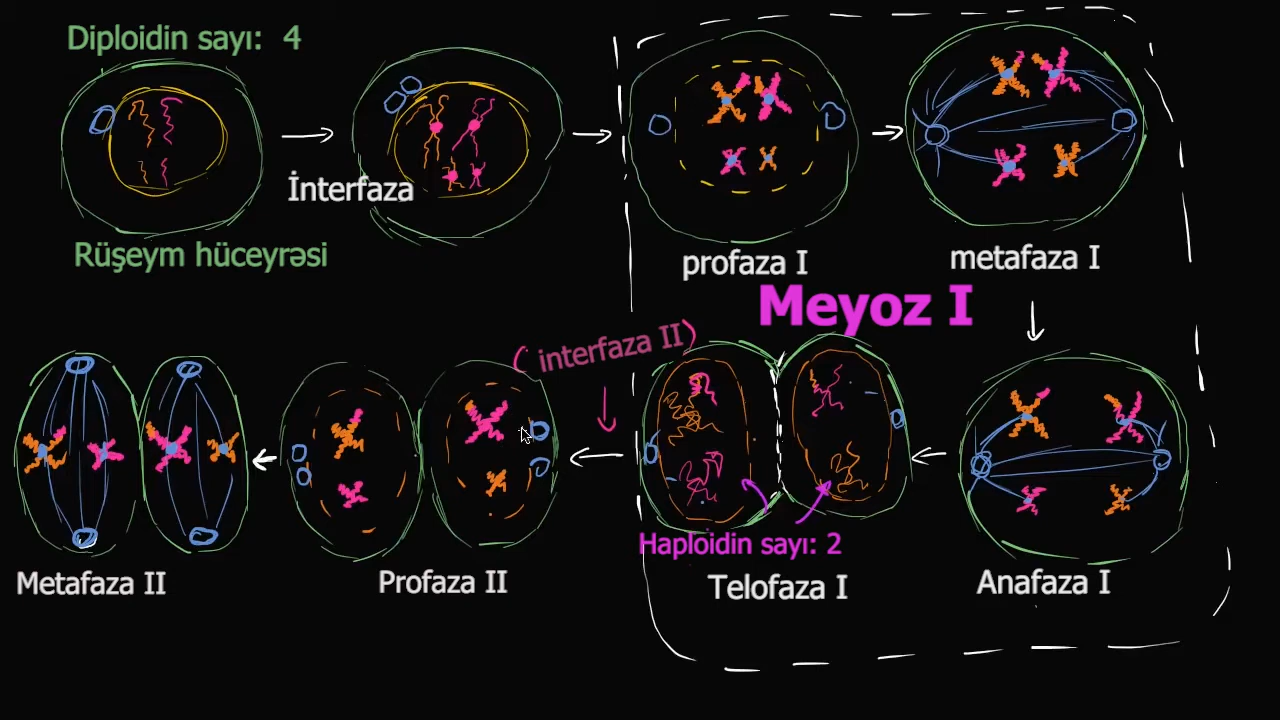 Diploidin sayı: 4
İnterfaza
Rüşeym hüceyrəsi
profaza I
metafaza I
Meyoz I
( interfaza II)
Haploidin sayı: 2
Metafaza II
Profaza II
Telofaza I
Anafaza I